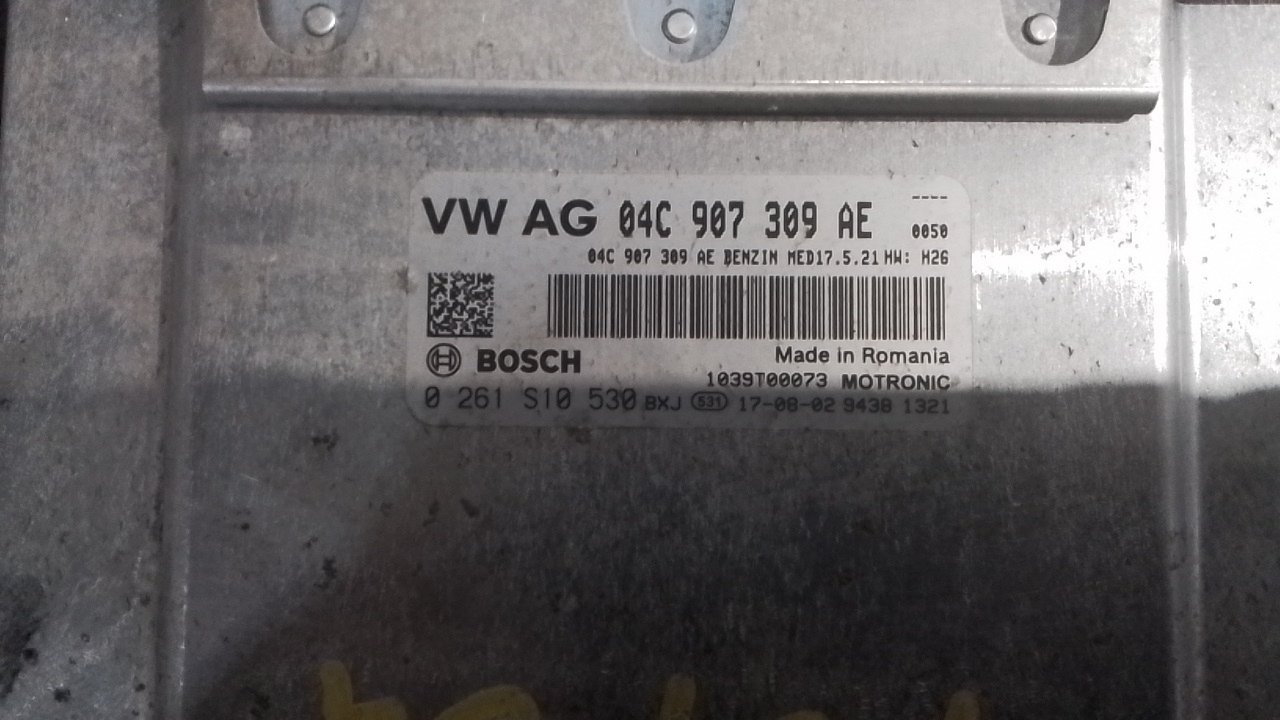 VW AG 04C 907 309 AE ----
0050
04C 907 309 AE BENZIN MED17.5.21 HW: H26
BOSCH
Made in Romania
1039T00073 MOTRONIC
0 261 S10 530 BXJ 531 17-08-02 9438 1321